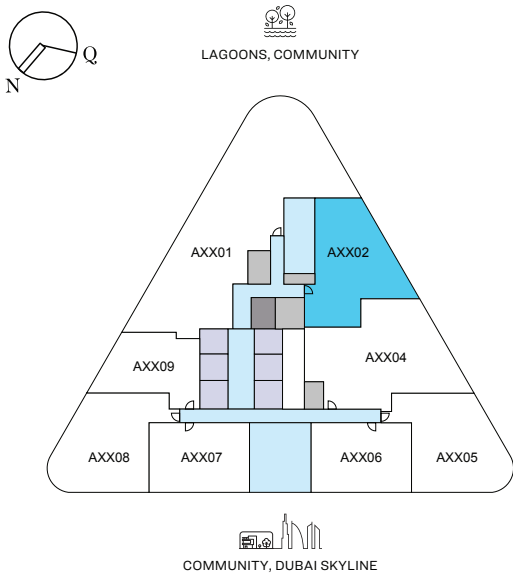 Q
N
LAGOONS, COMMUNITY
AXX01
AXX02
AXX04
AXX09
AXX08
AXX07
AXX06
AXX05
COMMUNITY, DUBAI SKYLINE